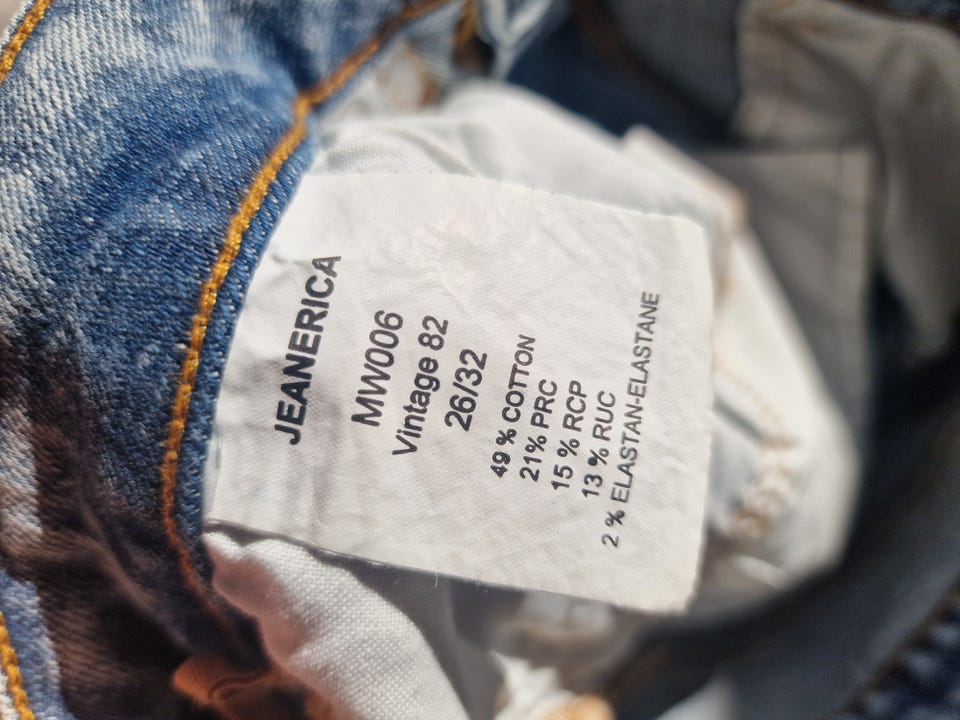 JEANERICA
MW006
Vintage 82
26/32
49 % COTTON
21% PRC
15 % RCP
13 % RUC
2 % ELASTAN-ELASTANE